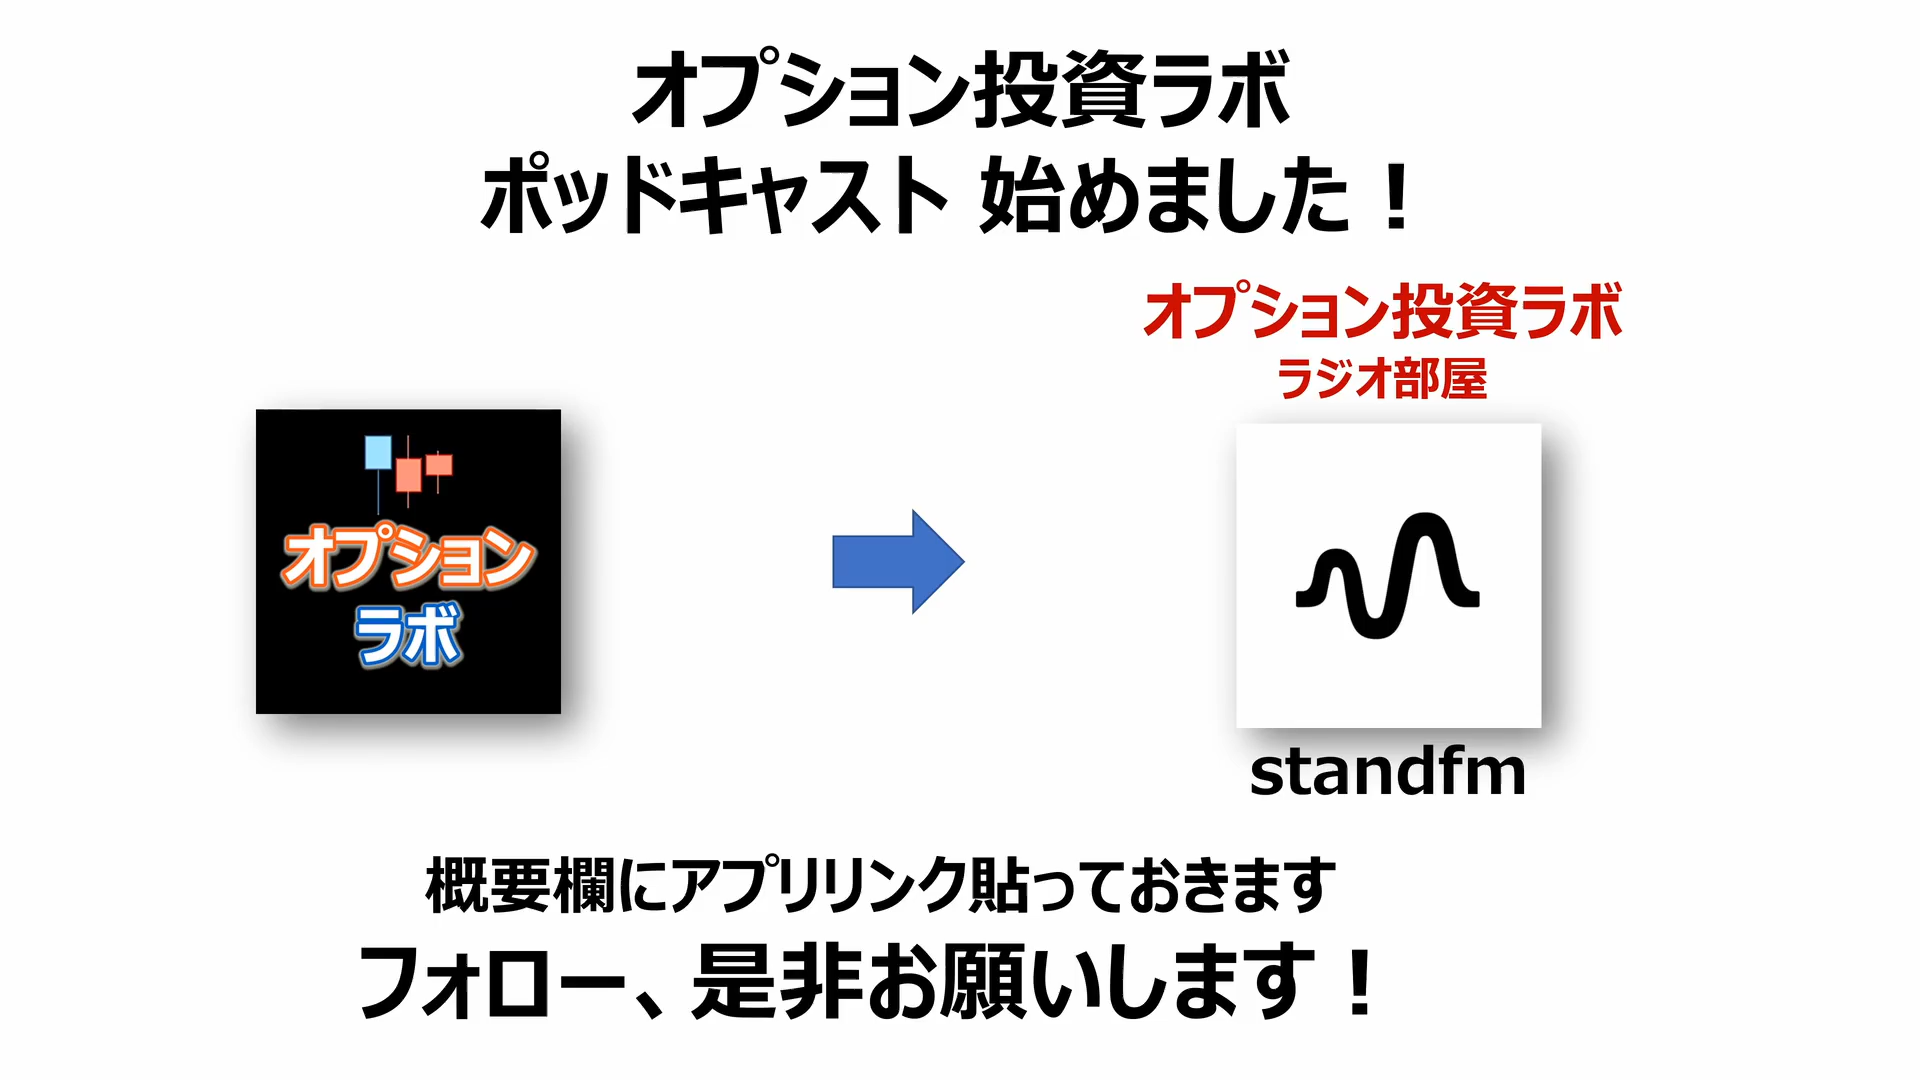 オプション投資ラボ
ポッドキャスト 始めました！
オプション投資ラボ
ラジオ部屋
オプション
ラボ
standfm
概要欄にアプリリンク貼っておきます
フォロー、是非お願いします！